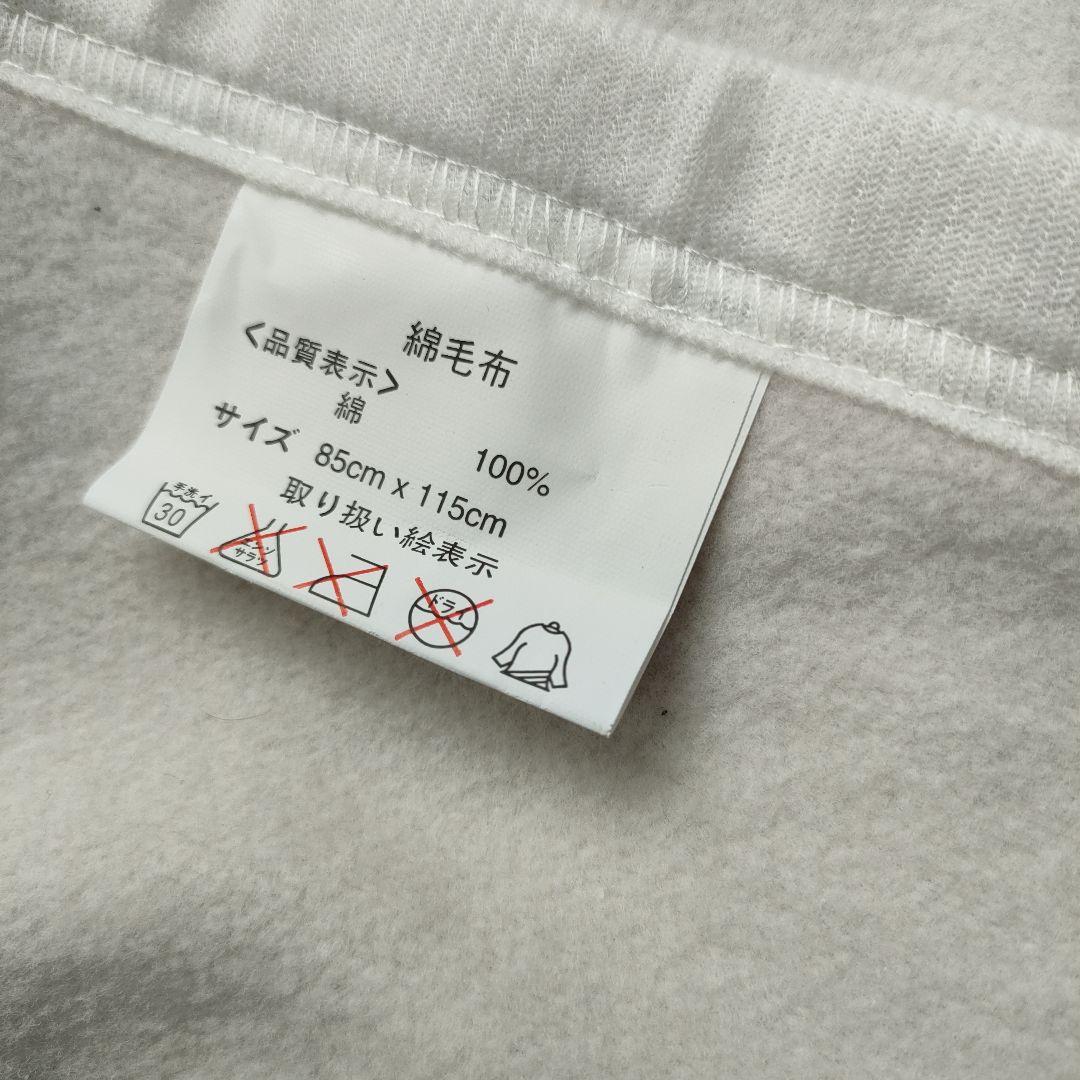 綿毛布
<品質表示>
綿 100%
サイズ 85cm x 115cm
取り扱い絵表示
手洗イ
30
エンソ
サラシ
ドライ